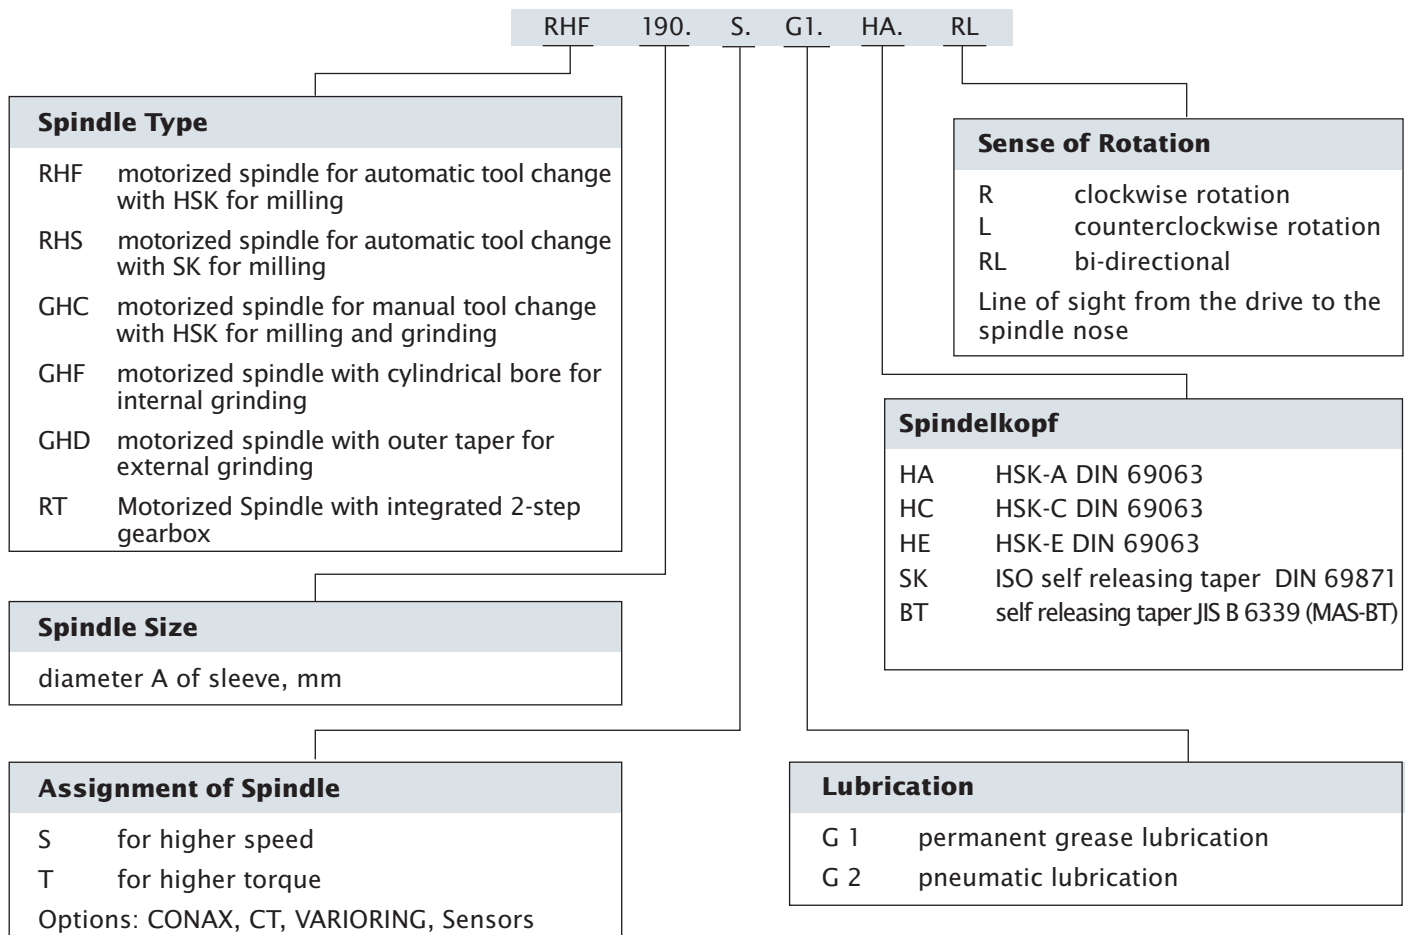 RHF 190. S. G1. HA. RL
Spindle Type
RHF motorized spindle for automatic tool change
with HSK for milling
RHS motorized spindle for automatic tool change
with SK for milling
GHC motorized spindle for manual tool change
with HSK for milling and grinding
GHF motorized spindle with cylindrical bore for
internal grinding
GHD motorized spindle with outer taper for
external grinding
RT Motorized Spindle with integrated 2-step
gearbox
Sense of Rotation
R clockwise rotation
L counterclockwise rotation
RL bi-directional
Line of sight from the drive to the
spindle nose
Spindelkopf
HA HSK-A DIN 69063
HC HSK-C DIN 69063
HE HSK-E DIN 69063
SK ISO self releasing taper DIN 69871
BT self releasing taper JIS B 6339 (MAS-BT)
Spindle Size
diameter A of sleeve, mm
Assignment of Spindle
S for higher speed
T for higher torque
Options: CONAX, CT, VARIORING, Sensors
Lubrication
G 1 permanent grease lubrication
G 2 pneumatic lubrication